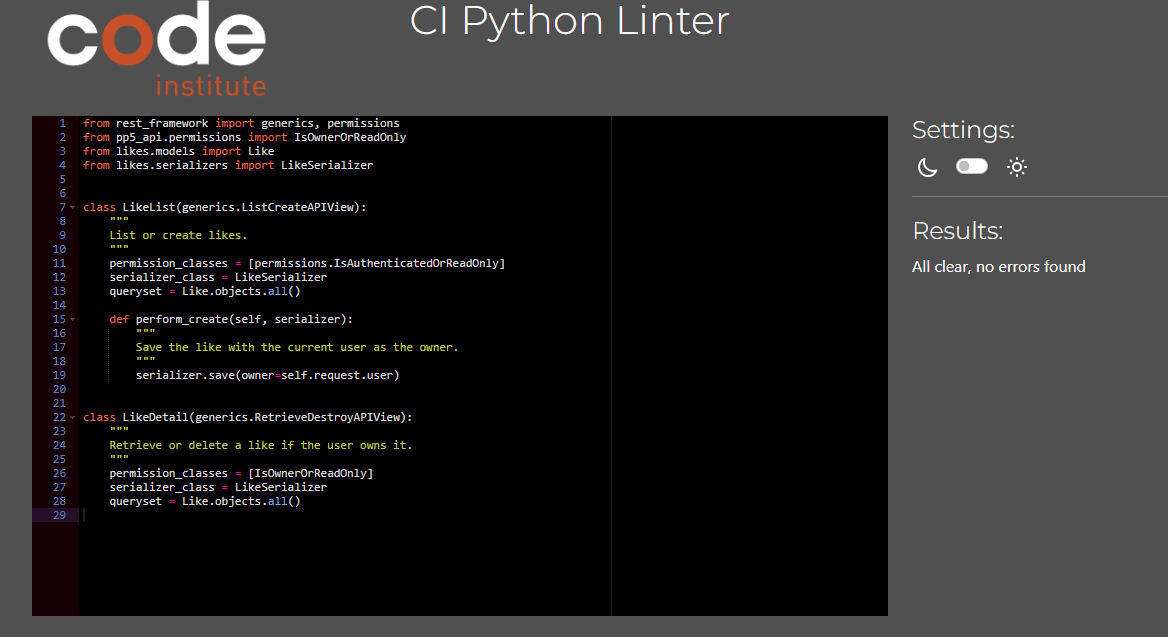 code
institute
CI Python Linter
1 from rest_framework import generics, permissions
2 from pp5_api.permissions import IsOwnerOrReadOnly
3 from likes.models import Like
4 from likes.serializers import LikeSerializer
5
6
7 class LikeList(generics.ListCreateAPIView):
8     """
9     List or create likes.
10     """
11     permission_classes = [permissions.IsAuthenticatedOrReadOnly]
12     serializer_class = LikeSerializer
13     queryset = Like.objects.all()
14
15     def perform_create(self, serializer):
16         """
17         Save the like with the current user as the owner.
18         """
19         serializer.save(owner=self.request.user)
20
21
22 class LikeDetail(generics.RetrieveDestroyAPIView):
23     """
24     Retrieve or delete a like if the user owns it.
25     """
26     permission_classes = [IsOwnerOrReadOnly]
27     serializer_class = LikeSerializer
28     queryset = Like.objects.all()
29
Settings:
Results:
All clear, no errors found